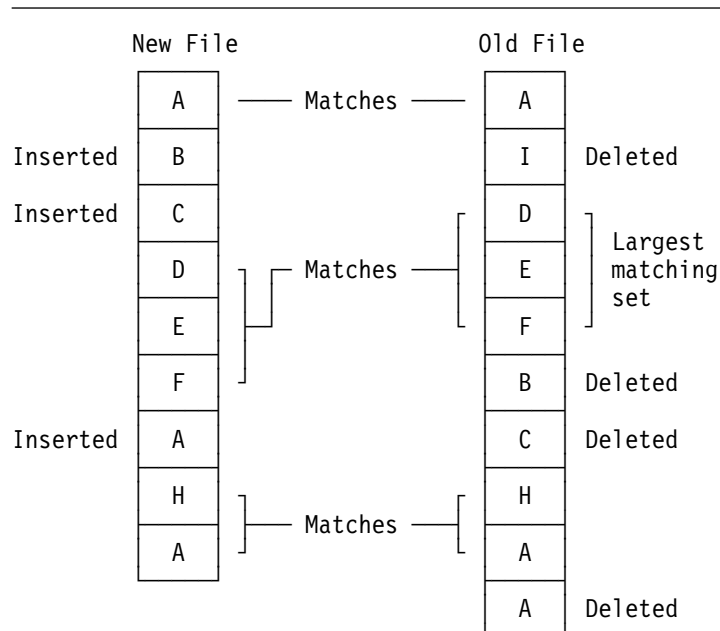 New File Old File
A Matches A
Inserted B I Deleted
Inserted C D
Largest
D Matches E matching
set
E F
F B Deleted
Inserted A C Deleted
H H
Matches
A A
A Deleted